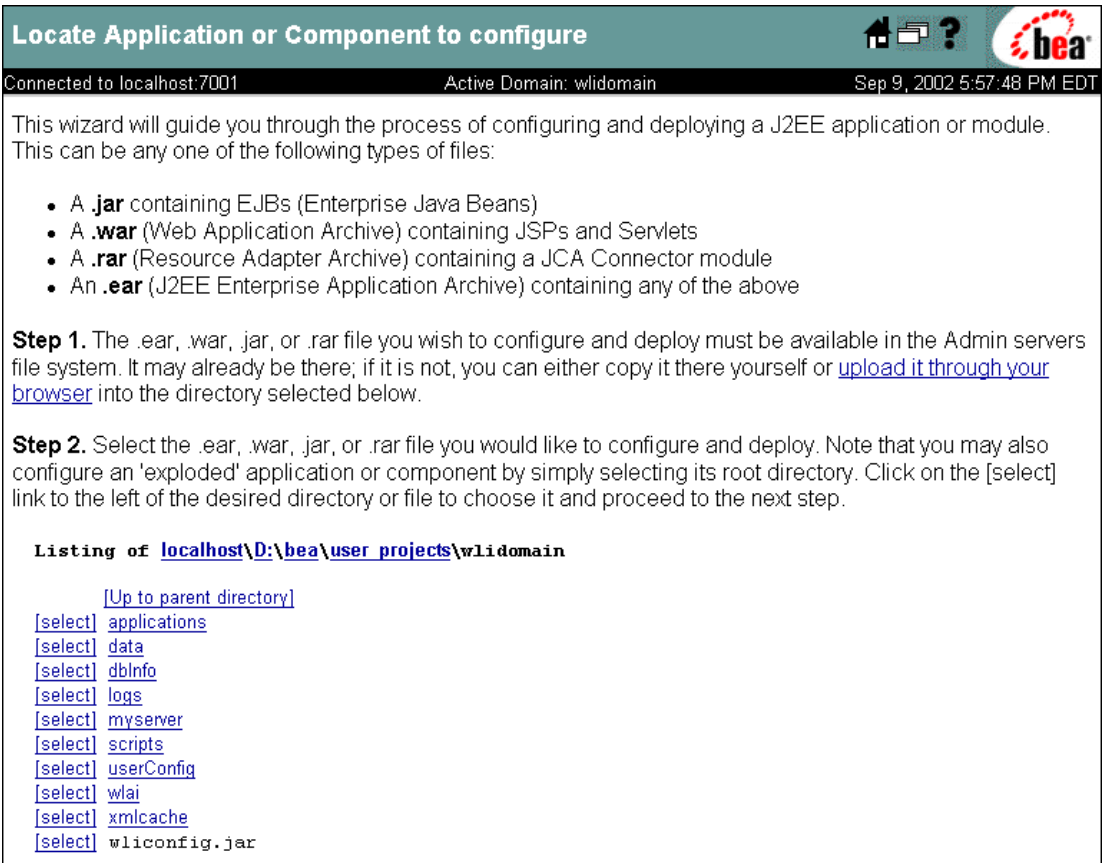 Locate Application or Component to configure
bea
Connected to localhost:7001 Active Domain: wlidomain Sep 9, 2002 5:57:48 PM EDT
This wizard will guide you through the process of configuring and deploying a J2EE application or module.
This can be any one of the following types of files:
• A .jar containing EJBs (Enterprise Java Beans)
• A .war (Web Application Archive) containing JSPs and Servlets
• A .rar (Resource Adapter Archive) containing a JCA Connector module
• An .ear (J2EE Enterprise Application Archive) containing any of the above
Step 1. The .ear, .war, .jar, or .rar file you wish to configure and deploy must be available in the Admin servers
file system. It may already be there; if it is not, you can either copy it there yourself or upload it through your
browser into the directory selected below.
Step 2. Select the .ear, .war, .jar, or .rar file you would like to configure and deploy. Note that you may also
configure an 'exploded' application or component by simply selecting its root directory. Click on the [select]
link to the left of the desired directory or file to choose it and proceed to the next step.
Listing of localhost\D:\bea\user_projects\wlidomain
[Up to parent directory]
[select] applications
[select] data
[select] dbInfo
[select] logs
[select] myserver
[select] scripts
[select] userConfig
[select] wlai
[select] xmlcache
[select] wliconfig.jar